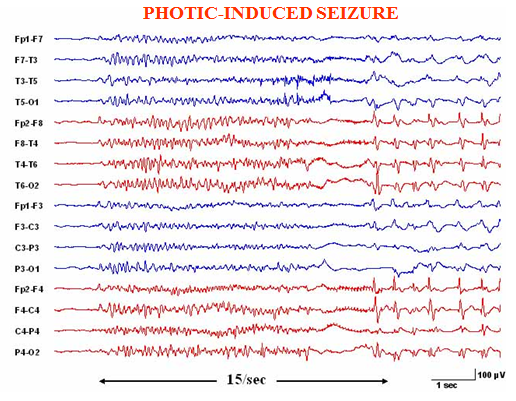 PHOTIC-INDUCED SEIZURE
Fp1-F7
F7-T3
T3-T5
T5-O1
Fp2-F8
F8-T4
T4-T6
T6-O2
Fp1-F3
F3-C3
C3-P3
P3-O1
Fp2-F4
F4-C4
C4-P4
P4-O2
15/sec
100 µV
1 sec